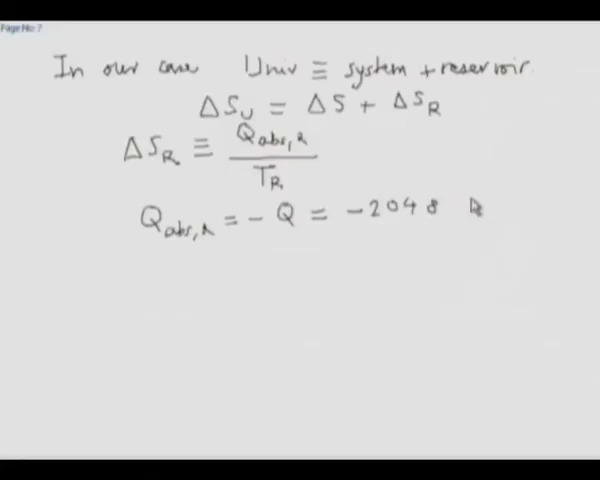 Page No: 7
In our case Univ ≡ system + reservoir.
ΔS_U = ΔS + ΔS_R
ΔS_R ≡ Q_abs,R / T_R
Q_abs,R = - Q = - 2048